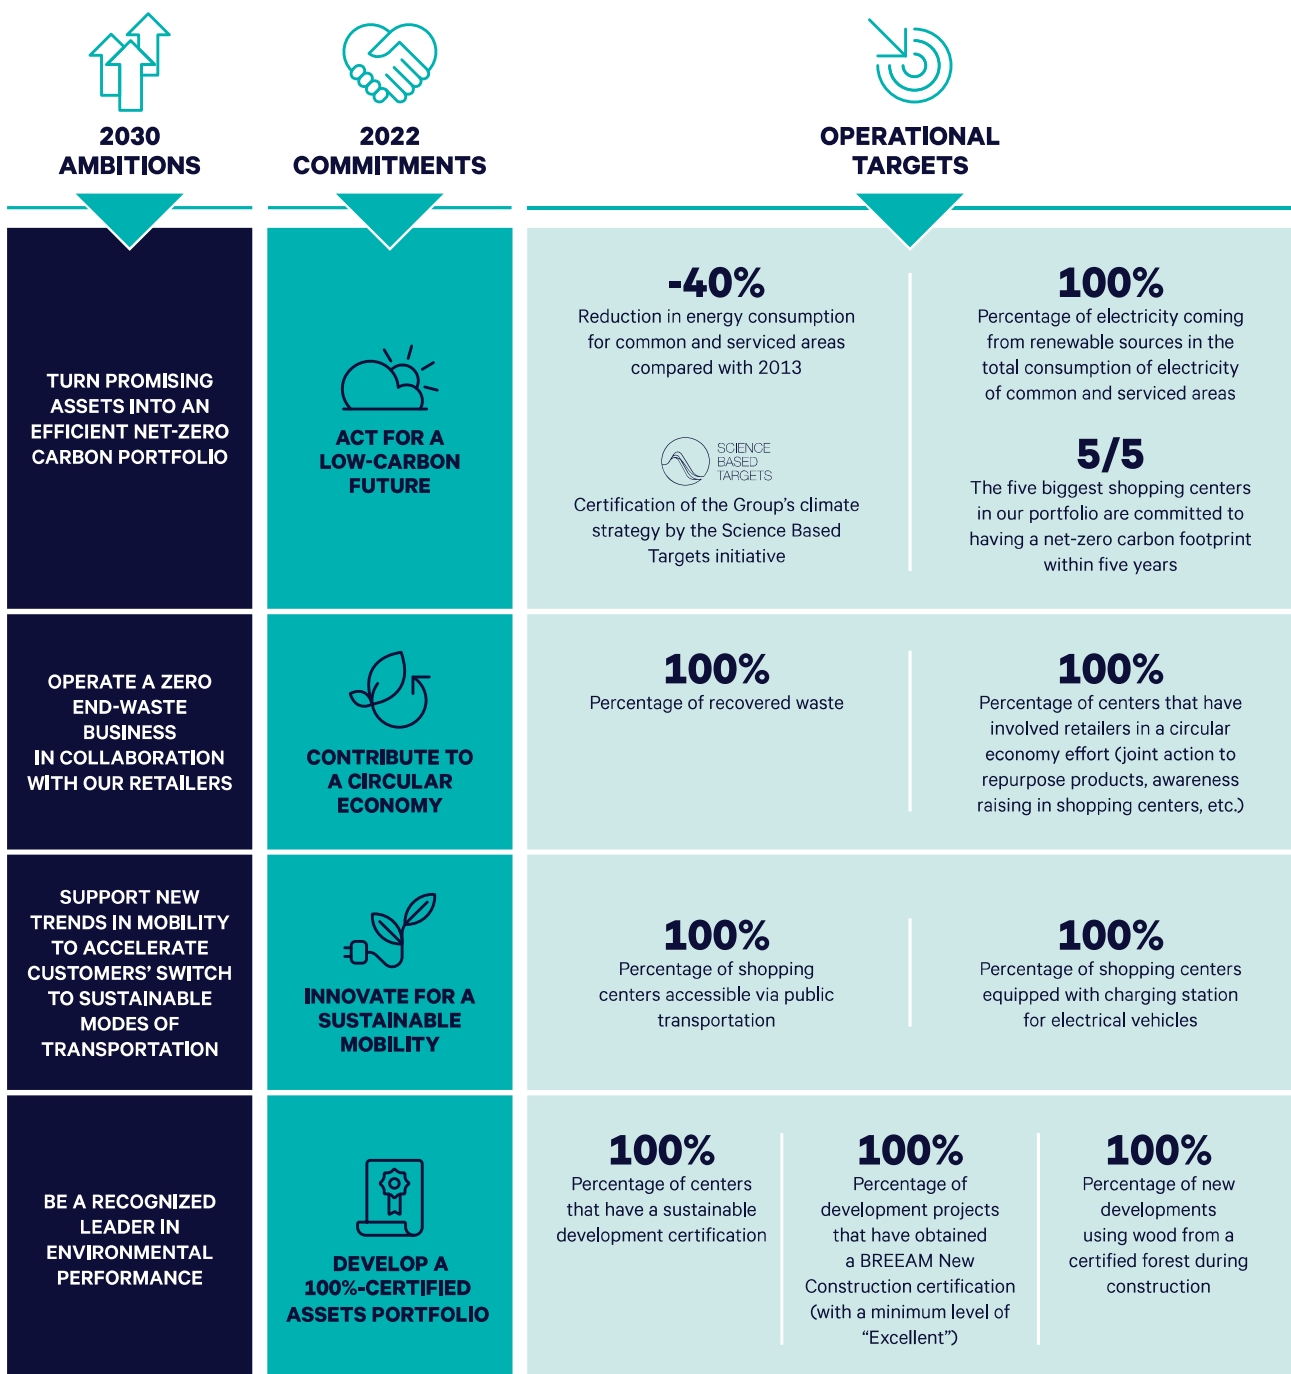 2030
AMBITIONS
2022
COMMITMENTS
OPERATIONAL
TARGETS
TURN PROMISING
ASSETS INTO AN
EFFICIENT NET-ZERO
CARBON PORTFOLIO
ACT FOR A
LOW-CARBON
FUTURE
-40%
Reduction in energy consumption
for common and serviced areas
compared with 2013
100%
Percentage of electricity coming
from renewable sources in the
total consumption of electricity
of common and serviced areas
SCIENCE
BASED
TARGETS
Certification of the Group's climate
strategy by the Science Based
Targets initiative
5/5
The five biggest shopping centers
in our portfolio are committed to
having a net-zero carbon footprint
within five years
OPERATE A ZERO
END-WASTE
BUSINESS
IN COLLABORATION
WITH OUR RETAILERS
CONTRIBUTE TO
A CIRCULAR
ECONOMY
100%
Percentage of recovered waste
100%
Percentage of centers that have
involved retailers in a circular
economy effort (joint action to
repurpose products, awareness
raising in shopping centers, etc.)
SUPPORT NEW
TRENDS IN MOBILITY
TO ACCELERATE
CUSTOMERS' SWITCH
TO SUSTAINABLE
MODES OF
TRANSPORTATION
INNOVATE FOR A
SUSTAINABLE
MOBILITY
100%
Percentage of shopping
centers accessible via public
transportation
100%
Percentage of shopping centers
equipped with charging station
for electrical vehicles
BE A RECOGNIZED
LEADER IN
ENVIRONMENTAL
PERFORMANCE
DEVELOP A
100%-CERTIFIED
ASSETS PORTFOLIO
100%
Percentage of centers
that have a sustainable
development certification
100%
Percentage of
development projects
that have obtained
a BREEAM New
Construction certification
(with a minimum level of
“Excellent”)
100%
Percentage of new
developments
using wood from a
certified forest during
construction